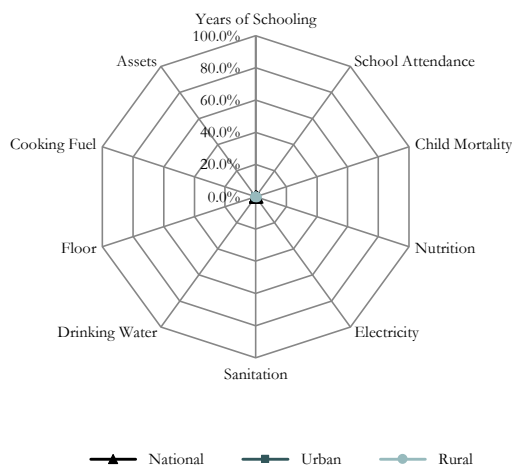 Years of Schooling
100.0%
Assets
School Attendance
80.0%
60.0%
Cooking Fuel
40.0%
Child Mortality
20.0%
0.0%
Floor
Nutrition
Drinking Water
Electricity
Sanitation
National Urban Rural